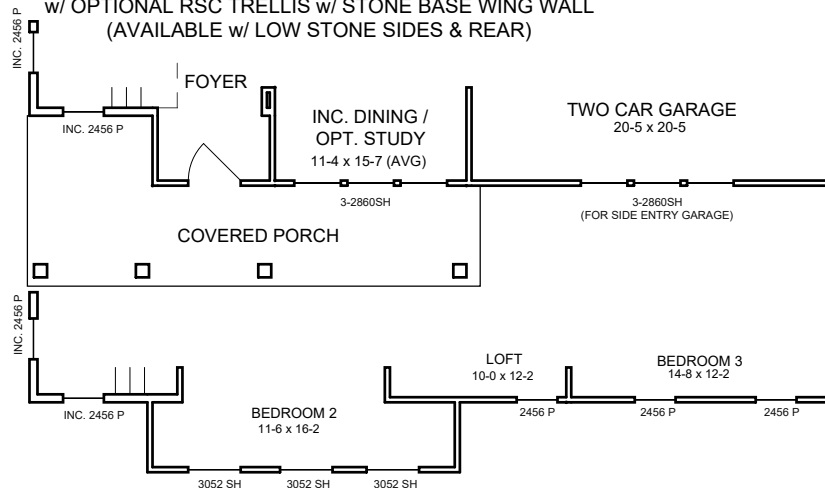 w/ OPTIONAL RSC TRELLIS w/ STONE BASE WING WALL
(AVAILABLE w/ LOW STONE SIDES & REAR)
INC. 2456 P
FOYER
INC. 2456 P
INC. DINING /
OPT. STUDY
11-4 x 15-7 (AVG)
TWO CAR GARAGE
20-5 x 20-5
3-2860SH
3-2860SH
(FOR SIDE ENTRY GARAGE)
COVERED PORCH
INC. 2456 P
LOFT
10-0 x 12-2
BEDROOM 3
14-8 x 12-2
INC. 2456 P
BEDROOM 2
11-6 x 16-2
2456 P
2456 P
2456 P
3052 SH
3052 SH
3052 SH